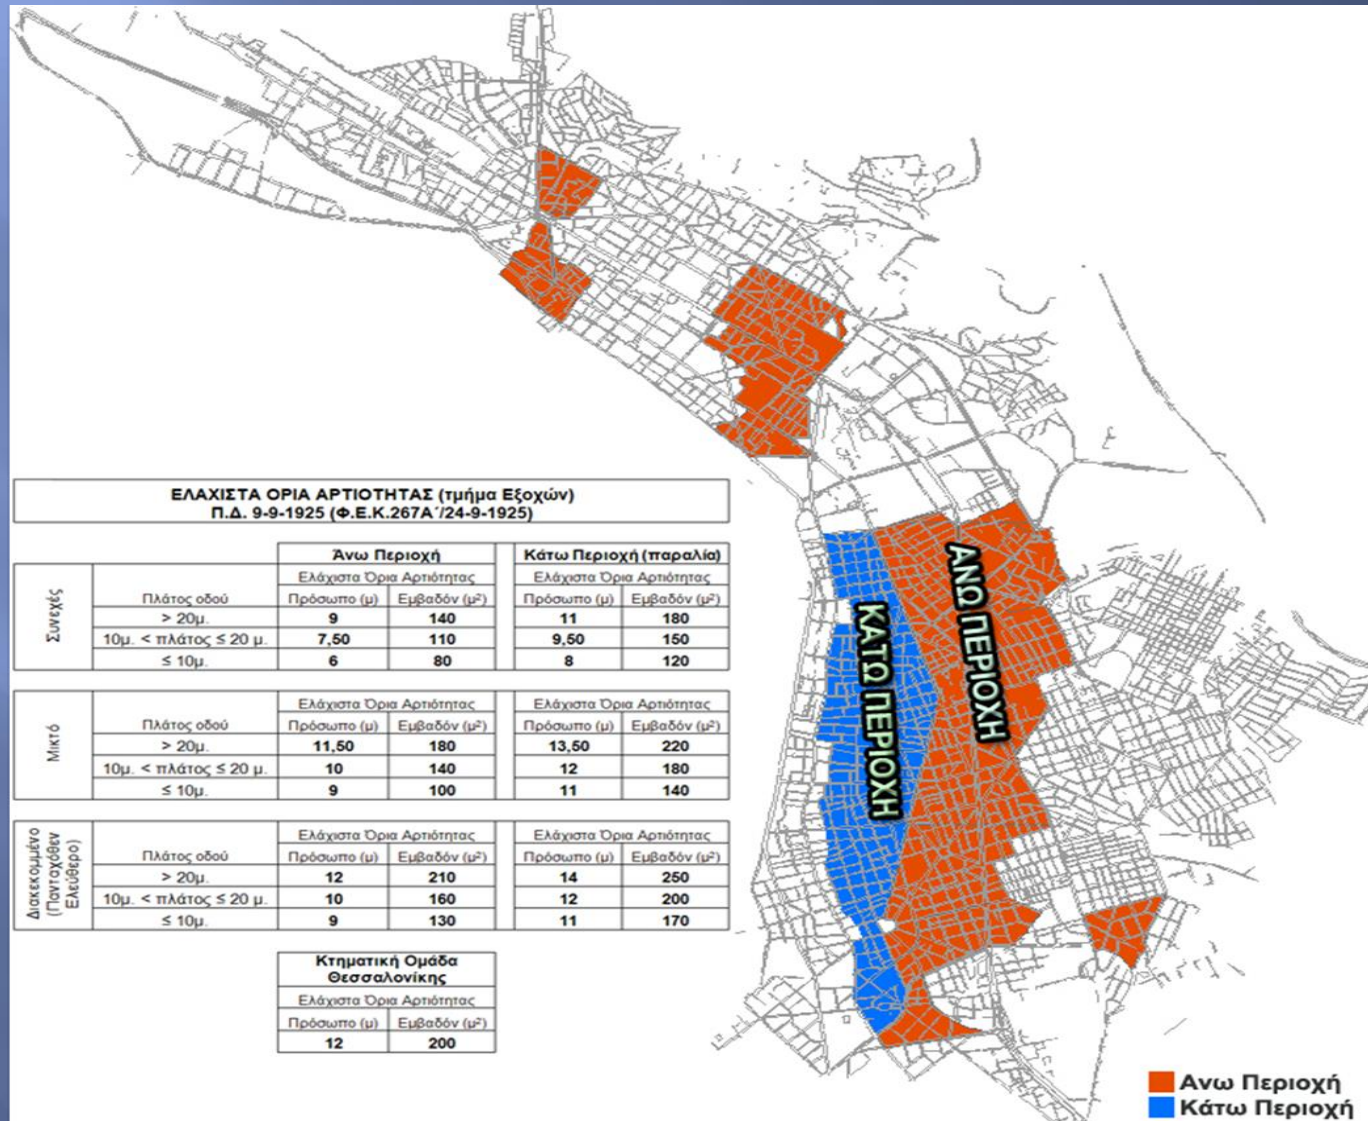 ΕΛΑΧΙΣΤΑ ΟΡΙΑ ΑΡΤΙΟΤΗΤΑΣ (τμήμα Εξοχών)
Π.Δ. 9-9-1925 (Φ.Ε.Κ.267Α΄/24-9-1925)
Άνω Περιοχή Κάτω Περιοχή (παραλία)
Ελάχιστα Όρια Αρτιότητας Ελάχιστα Όρια Αρτιότητας
Συνεχές
Πλάτος οδού Πρόσωπο (μ) Εμβαδόν (μ²) Πρόσωπο (μ) Εμβαδόν (μ²)
> 20μ. 9 140 11 180
10μ. < πλάτος ≤ 20 μ. 7,50 110 9,50 150
≤ 10μ. 6 80 8 120
Ελάχιστα Όρια Αρτιότητας Ελάχιστα Όρια Αρτιότητας
Μικτό
Πλάτος οδού Πρόσωπο (μ) Εμβαδόν (μ²) Πρόσωπο (μ) Εμβαδόν (μ²)
> 20μ. 11,50 180 13,50 220
10μ. < πλάτος ≤ 20 μ. 10 140 12 180
≤ 10μ. 9 100 11 140
Ελάχιστα Όρια Αρτιότητας Ελάχιστα Όρια Αρτιότητας
Διακεκομμένο
(Πανταχόθεν
Ελεύθερο)
Πλάτος οδού Πρόσωπο (μ) Εμβαδόν (μ²) Πρόσωπο (μ) Εμβαδόν (μ²)
> 20μ. 12 210 14 250
10μ. < πλάτος ≤ 20 μ. 10 160 12 200
≤ 10μ. 9 130 11 170
Κτηματική Ομάδα
Θεσσαλονίκης
Ελάχιστα Όρια Αρτιότητας
Πρόσωπο (μ) Εμβαδόν (μ²)
12 200
ΑΝΩ ΠΕΡΙΟΧΗ
ΚΑΤΩ ΠΕΡΙΟΧΗ
Ανω Περιοχή
Κάτω Περιοχή